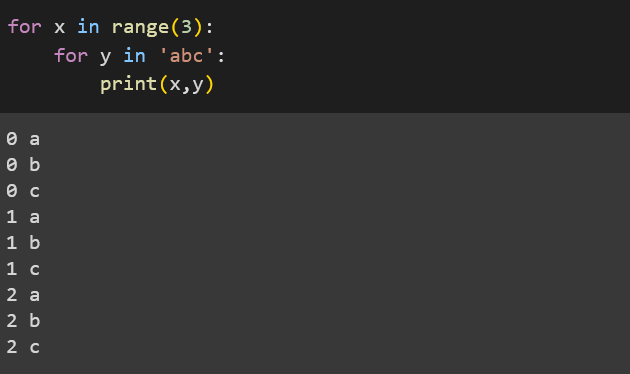 for x in range(3):
    for y in 'abc':
        print(x,y)
0 a
0 b
0 c
1 a
1 b
1 c
2 a
2 b
2 c